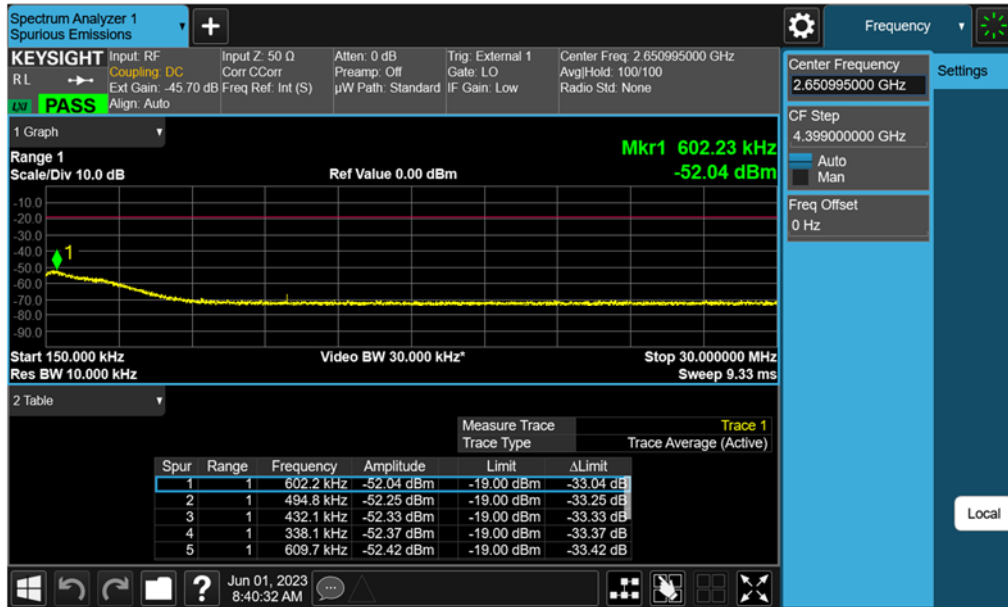 Spectrum Analyzer 1
Spurious Emissions
+
Frequency
KEYSIGHT Input: RF Input Z: 50 Ω Atten: 0 dB Trig: External 1 Center Freq: 2.650995000 GHz
R L Coupling: DC Corr CCorr Preamp: Off Gate: LO Avg|Hold: 100/100
Ext Gain: -45.70 dB Freq Ref: Int (S) µW Path: Standard IF Gain: Low Radio Std: None
LXI PASS Align: Auto
Center Frequency
2.650995000 GHz
Settings
CF Step
4.399000000 GHz
Auto
Man
Freq Offset
0 Hz
1 Graph
Range 1
Mkr1 602.23 kHz
Scale/Div 10.0 dB Ref Value 0.00 dBm -52.04 dBm
-10.0
-20.0
-30.0
-40.0
1
-50.0
-60.0
-70.0
-80.0
-90.0
Start 150.000 kHz Video BW 30.000 kHz* Stop 30.000000 MHz
Res BW 10.000 kHz Sweep 9.33 ms
2 Table
Measure Trace Trace 1
Trace Type Trace Average (Active)
Spur Range Frequency Amplitude Limit ΔLimit
1 1 602.2 kHz -52.04 dBm -19.00 dBm -33.04 dB
2 1 494.8 kHz -52.25 dBm -19.00 dBm -33.25 dB
3 1 432.1 kHz -52.33 dBm -19.00 dBm -33.33 dB
4 1 338.1 kHz -52.37 dBm -19.00 dBm -33.37 dB
5 1 609.7 kHz -52.42 dBm -19.00 dBm -33.42 dB
Local
? Jun 01, 2023
8:40:32 AM